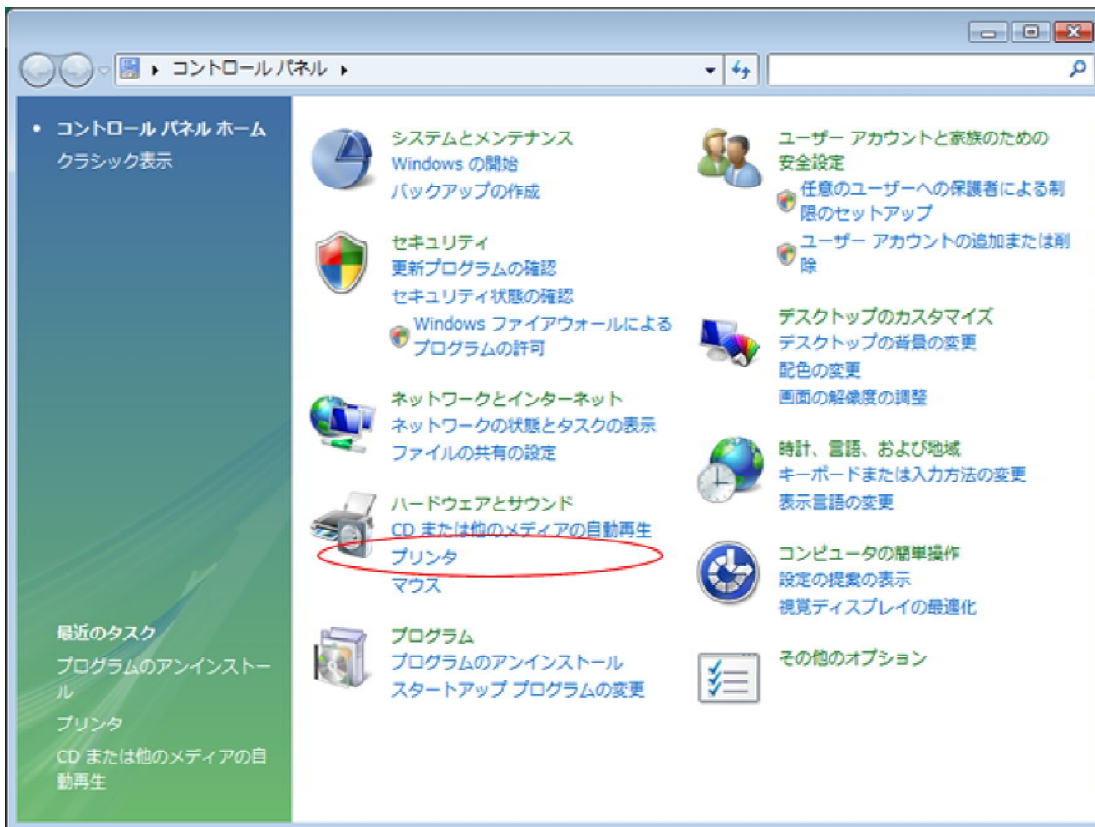 コントロール パネル
コントロール パネル ホーム
クラシック表示
最近のタスク
プログラムのアンインストー
ル
プリンタ
CD または他のメディアの自
動再生
システムとメンテナンス
Windows の開始
バックアップの作成
セキュリティ
更新プログラムの確認
セキュリティ状態の確認
Windows ファイアウォールによる
プログラムの許可
ネットワークとインターネット
ネットワークの状態とタスクの表示
ファイルの共有の設定
ハードウェアとサウンド
CD または他のメディアの自動再生
プリンタ
マウス
プログラム
プログラムのアンインストール
スタートアップ プログラムの変更
ユーザー アカウントと家族のための
安全設定
任意のユーザーへの保護者による制
限のセットアップ
ユーザー アカウントの追加または削
除
デスクトップのカスタマイズ
デスクトップの背景の変更
配色の変更
画面の解像度の調整
時計、言語、および地域
キーボードまたは入力方法の変更
表示言語の変更
コンピュータの簡単操作
設定の提案の表示
視覚ディスプレイの最適化
その他のオプション